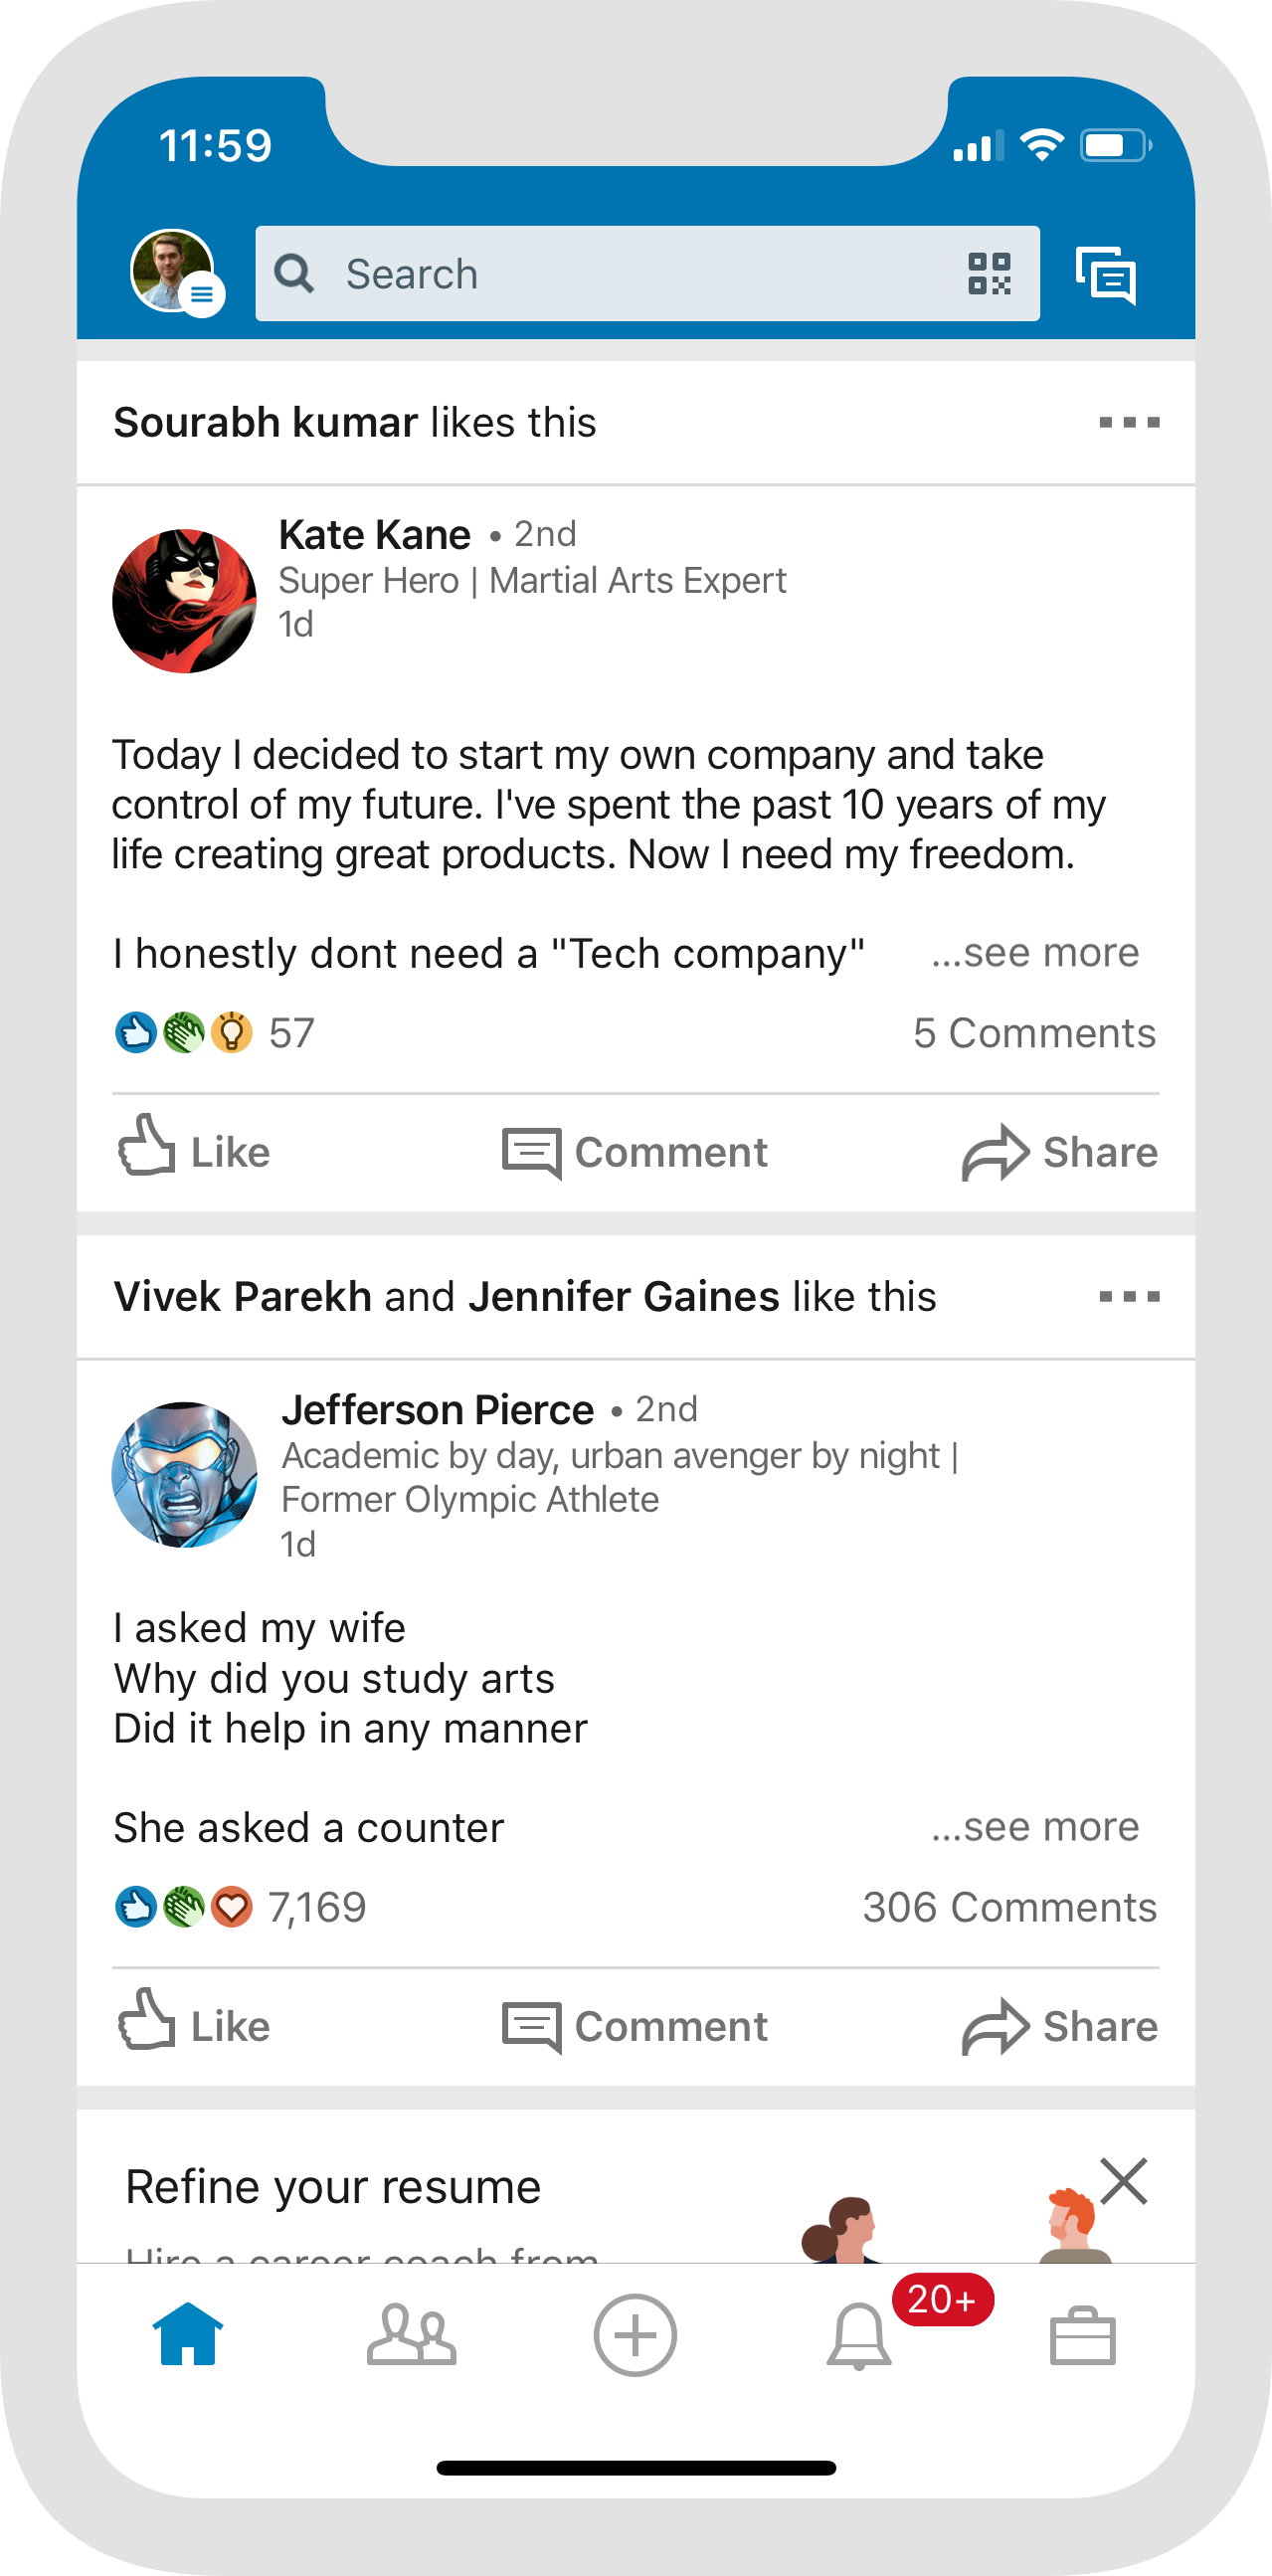 11:59
Search
Sourabh kumar likes this
Kate Kane • 2nd
Super Hero | Martial Arts Expert
1d
Today I decided to start my own company and take
control of my future. I've spent the past 10 years of my
life creating great products. Now I need my freedom.
I honestly dont need a "Tech company" ...see more
57 5 Comments
Like Comment Share
Vivek Parekh and Jennifer Gaines like this
Jefferson Pierce • 2nd
Academic by day, urban avenger by night |
Former Olympic Athlete
1d
I asked my wife
Why did you study arts
Did it help in any manner
She asked a counter ...see more
7,169 306 Comments
Like Comment Share
Refine your resume
Hire a career coach from
20+